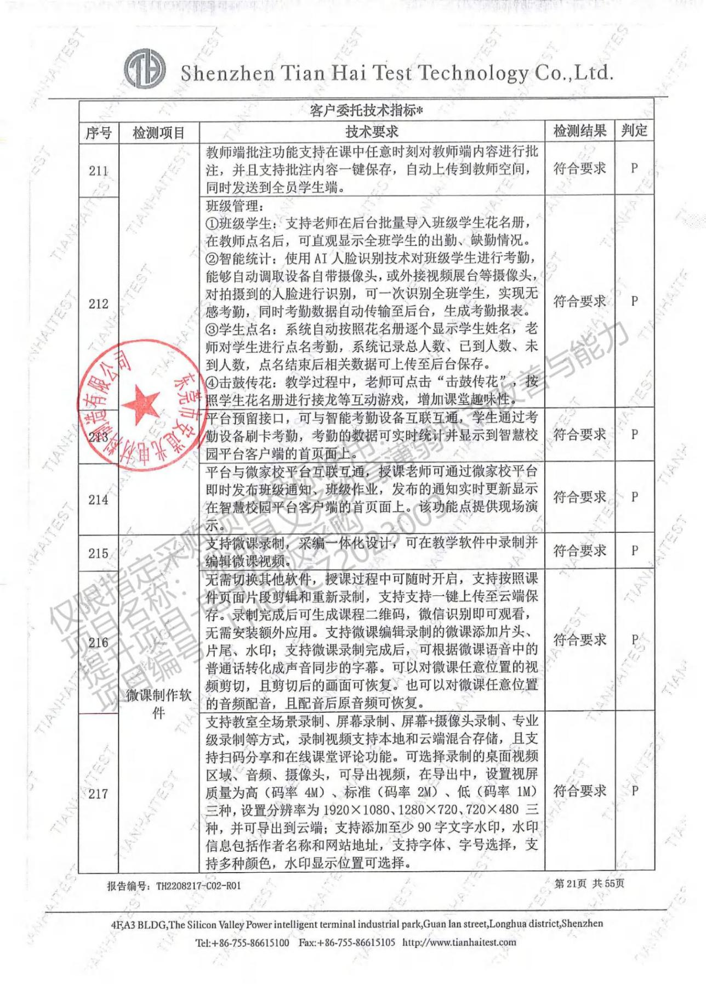 Shenzhen Tian Hai Test Technology Co.,Ltd.
客户委托技术指标*
序号 检测项目 技术要求 检测结果 判定
211
教师端批注功能支持在课中任意时刻对教师端内容进行批
注，并且支持批注内容一键保存，自动上传到教师空间，
同时发送到全员学生端。
符合要求 P
212
班级管理：
①班级学生：支持老师在后台批量导入班级学生花名册，
在教师点名后，可直观显示全班学生的出勤、缺勤情况。
②智能统计：使用 AI 人脸识别技术对班级学生进行考勤，
能够自动调取设备自带摄像头，或外接视频展台等摄像头，
对拍摄到的人脸进行识别，可一次识别全班学生，实现无
感考勤，同时考勤数据自动传输至后台，生成考勤报表。
③学生点名：系统自动按照花名册逐个显示学生姓名，老
师对学生进行点名考勤，系统记录总人数、已到人数、未
到人数，点名结束后相关数据可上传至后台保存。
④击鼓传花：教学过程中，老师可点击“击鼓传花”，按
照学生花名册进行接龙等互动游戏，增加课堂趣味性。
符合要求 P
213
平台预留接口，可与智能考勤设备互联互通，学生通过考
勤设备刷卡考勤，考勤的数据可实时统计并显示到智慧校
园平台客户端的首页面上。
符合要求 P
214
平台与微家校平台互联互通，授课老师可通过微家校平台
即时发布班级通知、班级作业，发布的通知实时更新显示
在智慧校园平台客户端的首页面上。该功能点提供现场演
示。
符合要求 P
215
支持微课录制，采编一体化设计，可在教学软件中录制并
编辑微课视频。
符合要求 P
216
微课制作软
件
无需切换其他软件，授课过程中可随时开启，支持按照课
件页面片段剪辑和重新录制，支持支持一键上传至云端保
存。录制完成后可生成课程二维码，微信识别即可观看，
无需安装额外应用。支持微课编辑录制的微课添加片头、
片尾、水印；支持微课录制完成后，可根据微课语音中的
普通话转化成声音同步的字幕。可以对微课任意位置的视
频剪切，且剪切后的画面可恢复。也可以对微课任意位置
的音频配音，且配音后原音频可恢复。
符合要求 P
217
支持教室全场景录制、屏幕录制、屏幕+摄像头录制、专业
级录制等方式，录制视频支持本地和云端混合存储，且支
持扫码分享和在线课堂评论功能。可选择录制的桌面视频
区域、音频、摄像头，可导出视频，在导出中，设置视屏
质量为高（码率 4M）、标准（码率 2M）、低（码率 1M）
三种，设置分辨率为 1920×1080、1280×720、720×480 三
种，并可导出到云端；支持添加至少 90 字文字水印，水印
信息包括作者名称和网站地址，支持字体、字号选择，支
持多种颜色，水印显示位置可选择。
符合要求 P
东莞市安道光电材料制造有限公司
报告编号：TH2208217-C02-R01 第 21页 共 55页
4F,A3 BLDG,The Silicon Valley Power intelligent terminal industrial park,Guan lan street,Longhua district,Shenzhen
Tel:+86-755-86615100 Fax:+86-755-86615105 http://www.tianhaitest.com